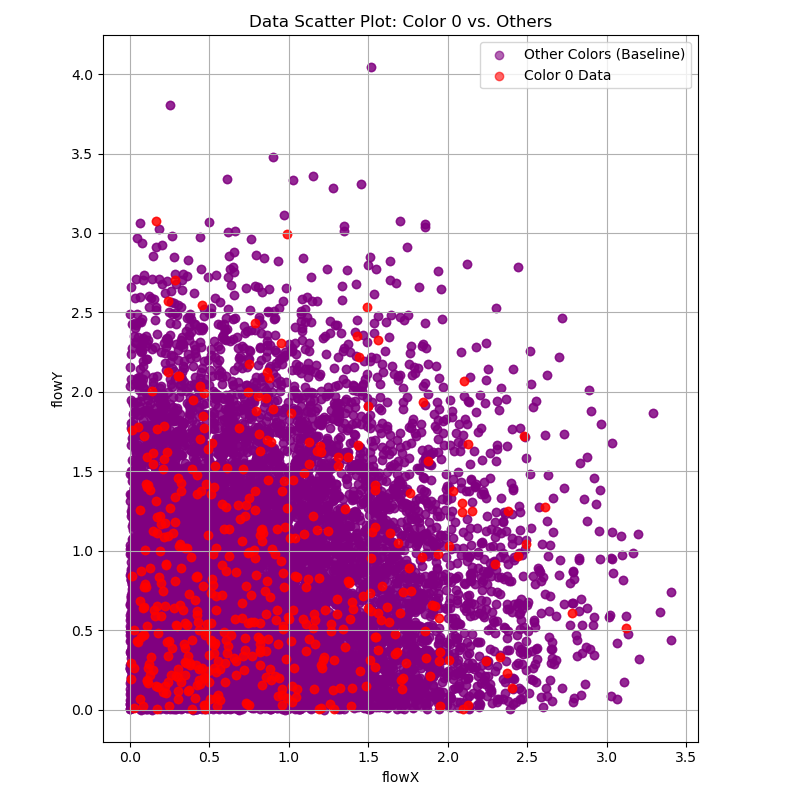 Data Scatter Plot: Color 0 vs. Others
Other Colors (Baseline)
Color 0 Data
4.0
3.5
3.0
2.5
2.0
1.5
1.0
0.5
0.0
flowY
0.0 0.5 1.0 1.5 2.0 2.5 3.0 3.5
flowX